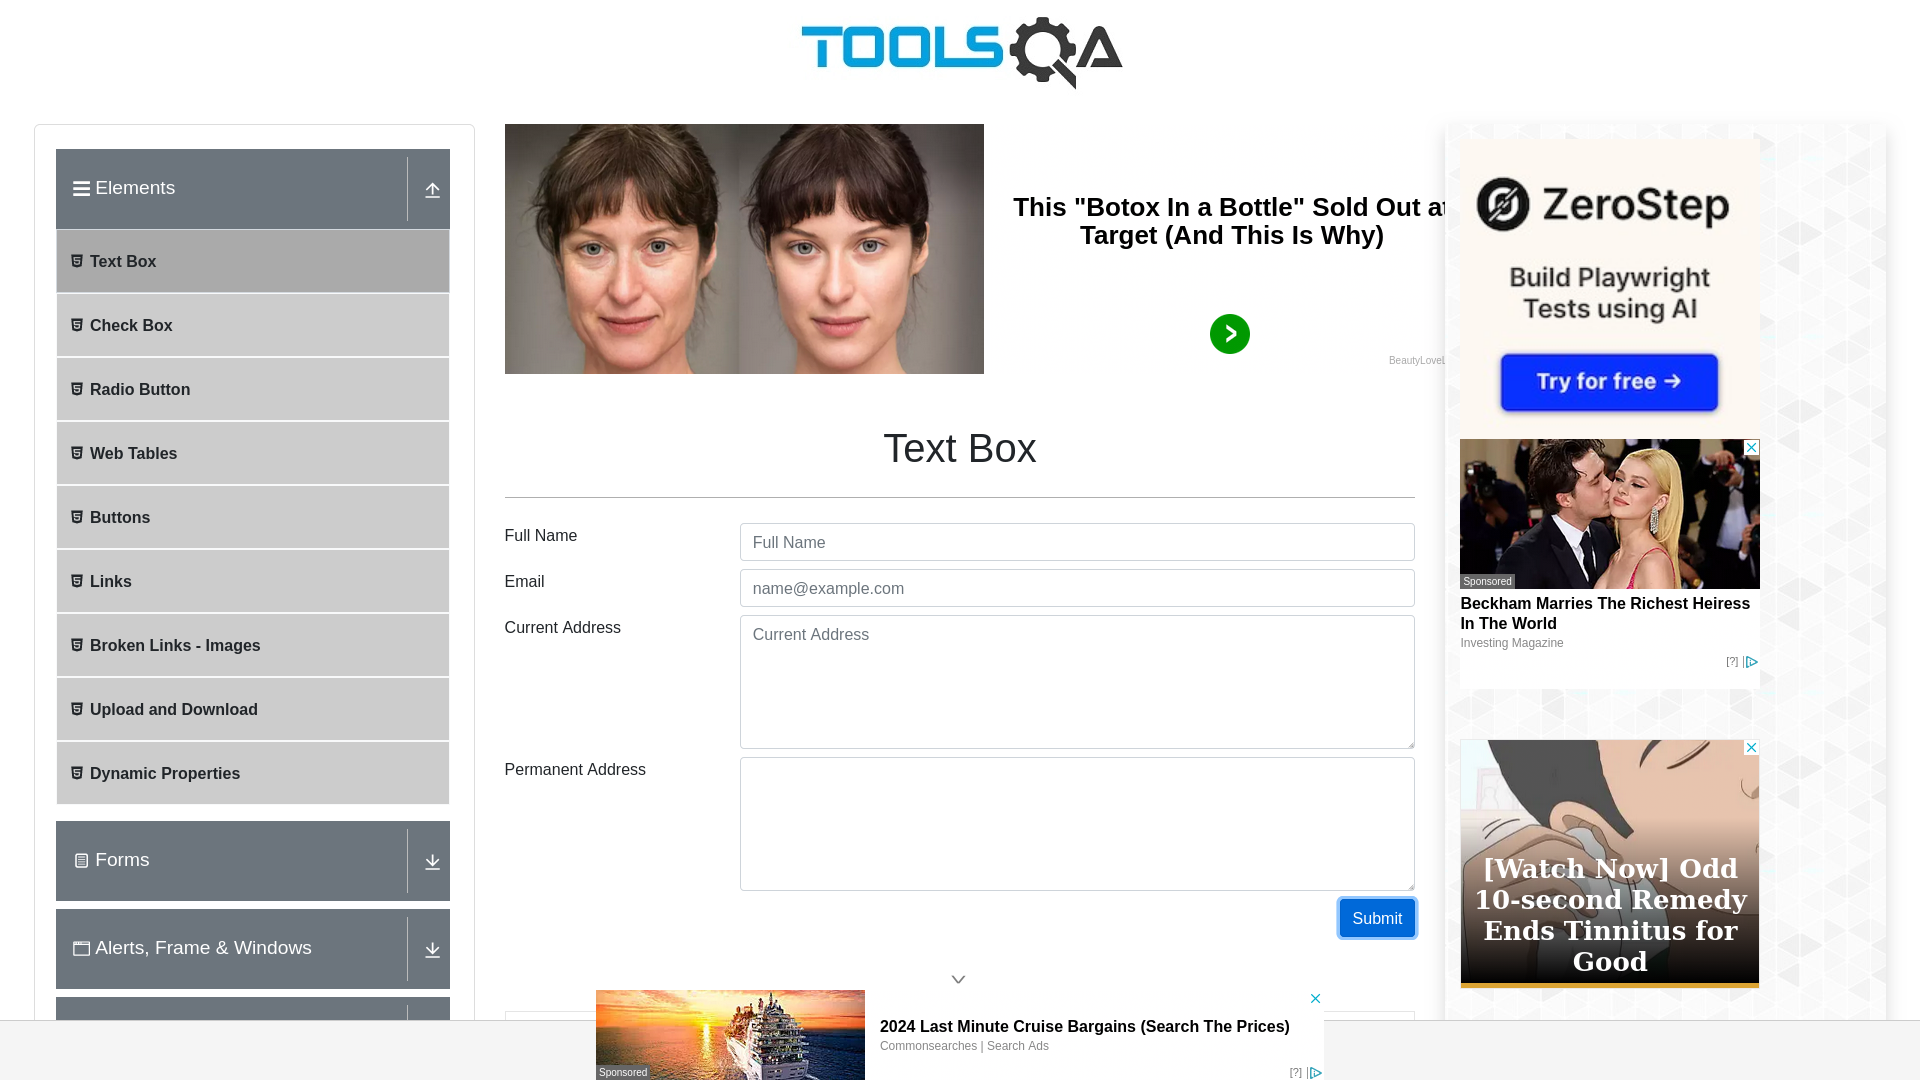 TOOLSQA
Elements
Text Box
Check Box
Radio Button
Web Tables
Buttons
Links
Broken Links - Images
Upload and Download
Dynamic Properties
Forms
Alerts, Frame & Windows
This "Botox In a Bottle" Sold Out at
Target (And This Is Why)
BeautyLoveL
Text Box
Full Name
Full Name
Email
name@example.com
Current Address
Current Address
Permanent Address
Submit
ZeroStep
Build Playwright
Tests using AI
Try for free →
Sponsored
Beckham Marries The Richest Heiress
In The World
Investing Magazine
[?]
[Watch Now] Odd
10-second Remedy
Ends Tinnitus for
Good
2024 Last Minute Cruise Bargains (Search The Prices)
Commonsearches | Search Ads
Sponsored
[?]